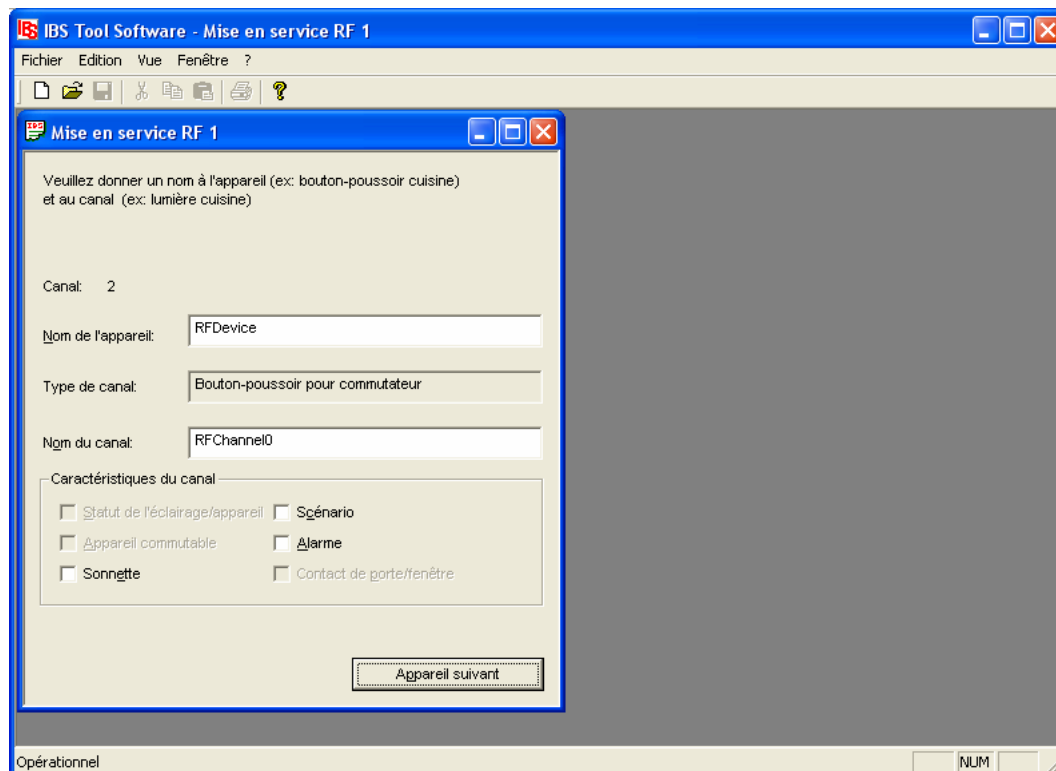 IBS Tool Software - Mise en service RF 1
Fichier Edition Vue Fenêtre ?
Mise en service RF 1
Veuillez donner un nom à l'appareil (ex: bouton-poussoir cuisine)
et au canal (ex: lumière cuisine)
Canal: 2
Nom de l'appareil: RFDevice
Type de canal: Bouton-poussoir pour commutateur
Nom du canal: RFChannel0
Caractéristiques du canal
Statut de l'éclairage/appareil Scénario
Appareil commutable Alarme
Sonnette Contact de porte/fenêtre
Appareil suivant
Opérationnel NUM